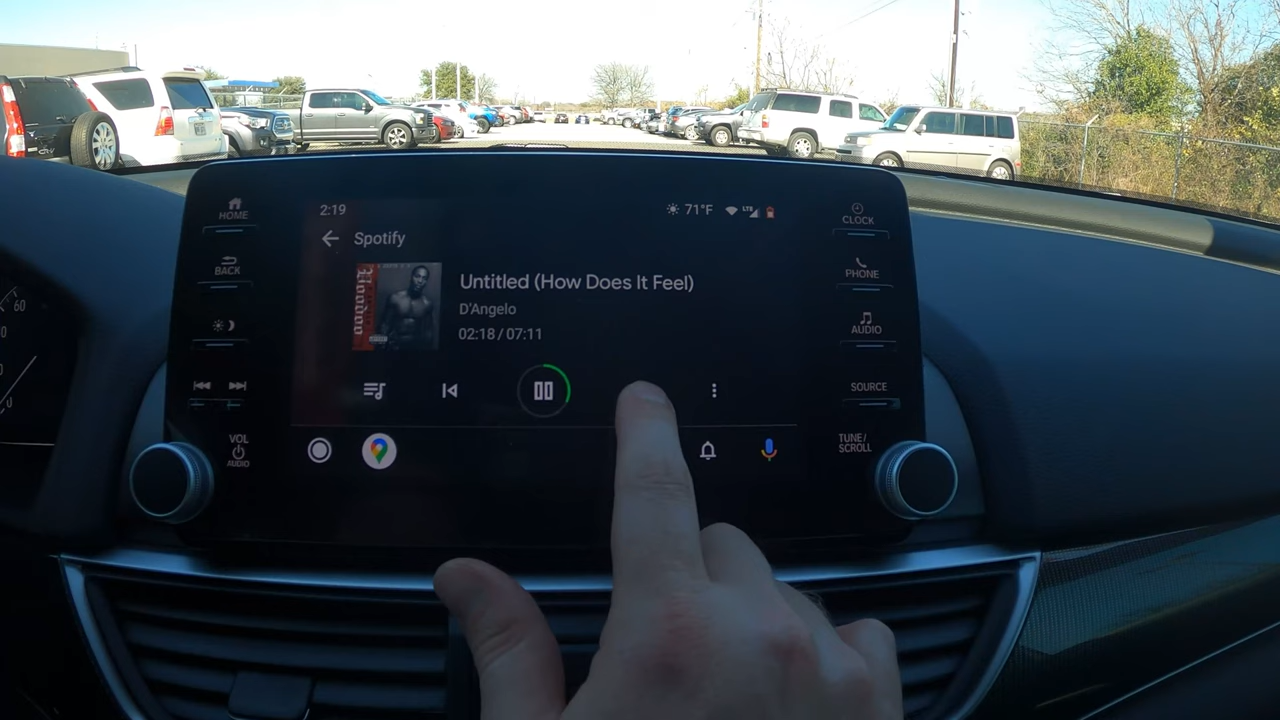 HOME
BACK
VOL
AUDIO
2:19
71°F
LTE
Spotify
Untitled (How Does It Feel)
D'Angelo
02:18 / 07:11
CLOCK
PHONE
AUDIO
SOURCE
TUNE/
SCROLL
60